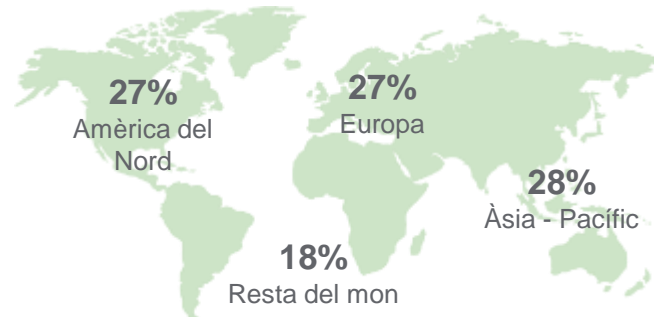 27%
Amèrica del
Nord
27%
Europa
28%
Àsia - Pacífic
18%
Resta del mon